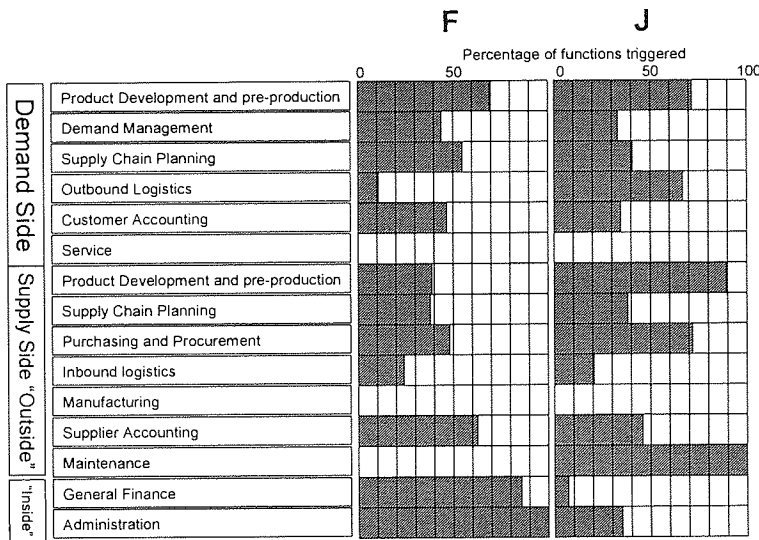 F J
Percentage of functions triggered
0 50 0 50 100
Demand Side
Product Development and pre-production
Demand Management
Supply Chain Planning
Outbound Logistics
Customer Accounting
Service
Supply Side "Outside"
Product Development and pre-production
Supply Chain Planning
Purchasing and Procurement
Inbound logistics
Manufacturing
Supplier Accounting
Maintenance
"Inside"
General Finance
Administration